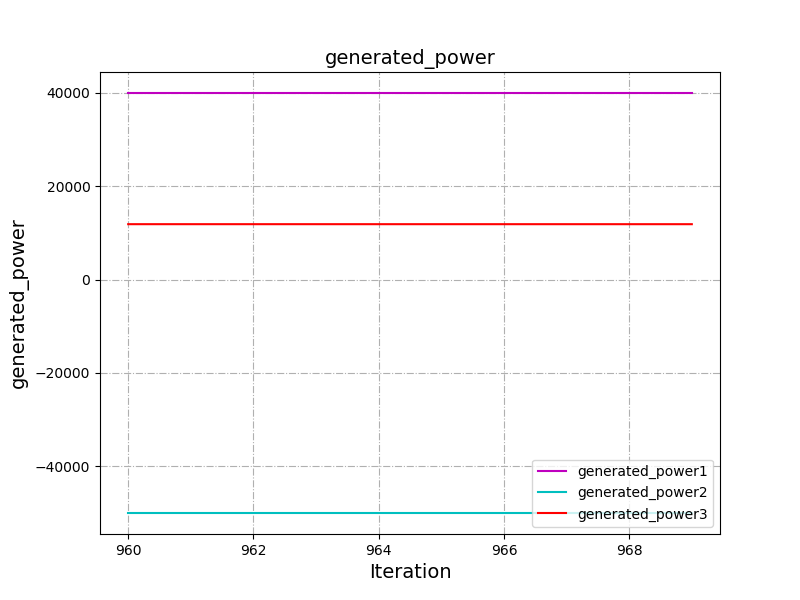 generated_power
generated_power
40000
20000
0
−20000
−40000
generated_power1
generated_power2
generated_power3
960
962
964
966
968
Iteration